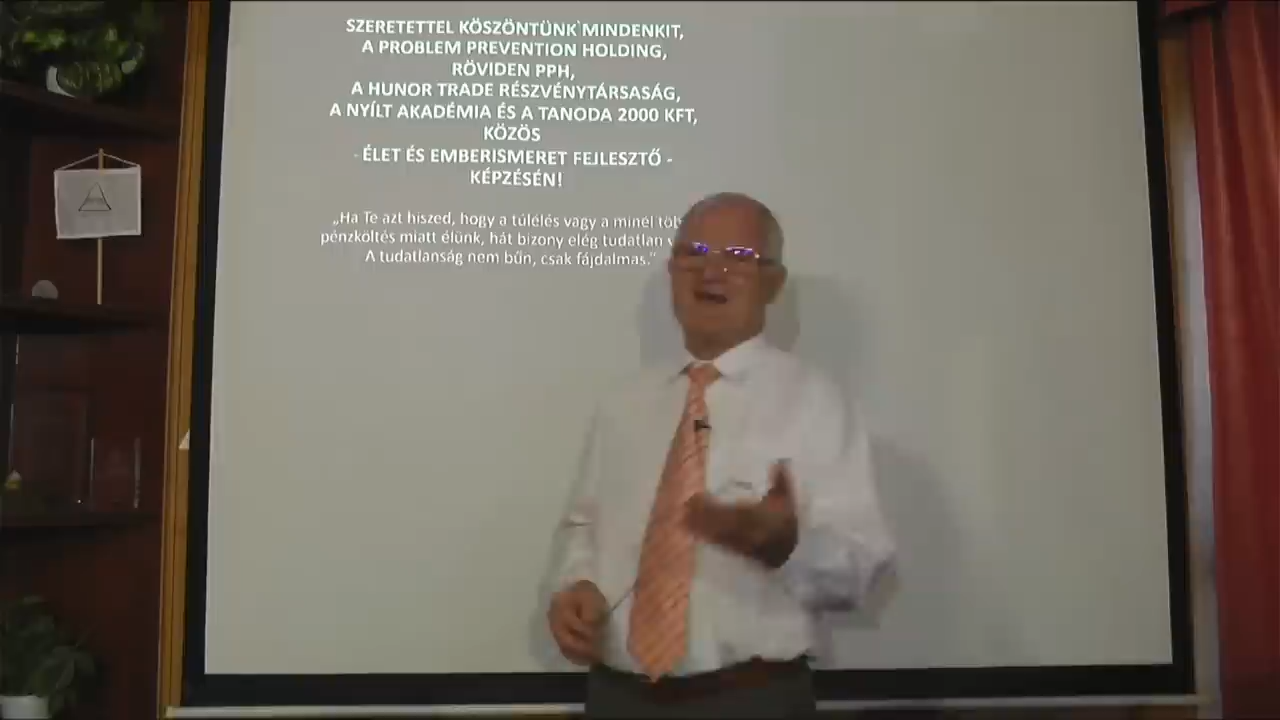 SZERETETTEL KÖSZÖNTÜNK MINDENKIT,
A PROBLEM PREVENTION HOLDING,
RÖVIDEN PPH,
A HUNOR TRADE RÉSZVÉNYTÁRSASÁG,
A NYÍLT AKADÉMIA ÉS A TANODA 2000 KFT,
KÖZÖS
- ÉLET ÉS EMBERISMERET FEJLESZTŐ -
KÉPZÉSÉN!
„Ha Te azt hiszed, hogy a túlélés vagy a minél
pénzköltés miatt élünk, hát bizony elég tudatlan
A tudatlanság nem bűn, csak fájdalmas."